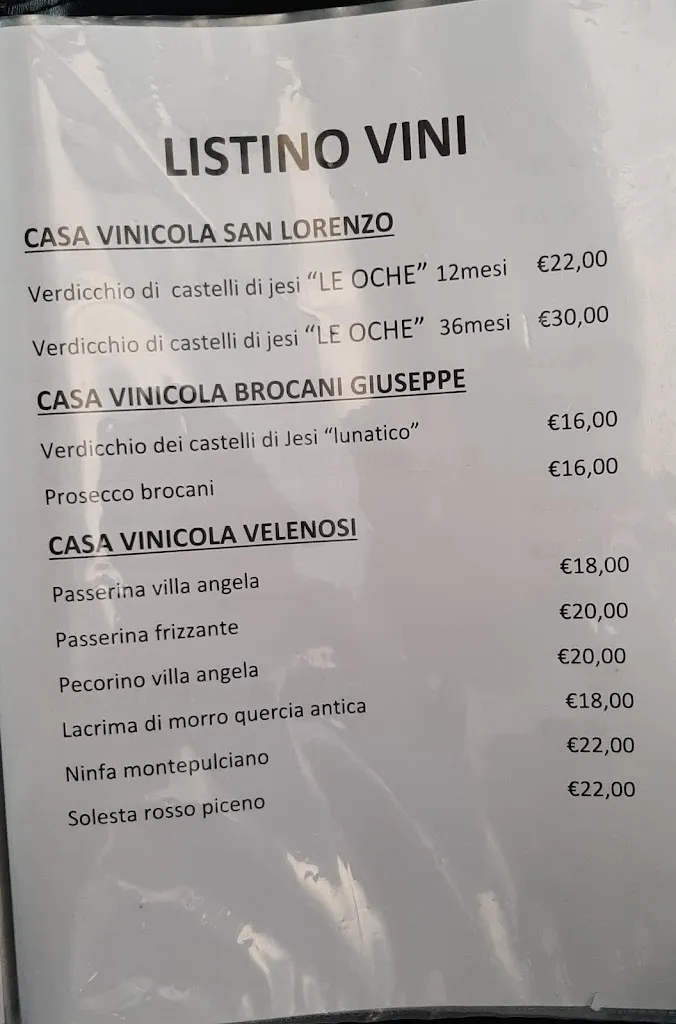 LISTINO VINI
CASA VINICOLA SAN LORENZO
Verdicchio di castelli di jesi “LE OCHE” 12mesi €22,00
Verdicchio di castelli di jesi “LE OCHE” 36mesi €30,00
CASA VINICOLA BROCANI GIUSEPPE
Verdicchio dei castelli di Jesi “lunatico” €16,00
Prosecco brocani €16,00
CASA VINICOLA VELENOSI
Passerina villa angela €18,00
Passerina frizzante €20,00
Pecorino villa angela €20,00
Lacrima di morro quercia antica €18,00
Ninfa montepulciano €22,00
Solesta rosso piceno €22,00